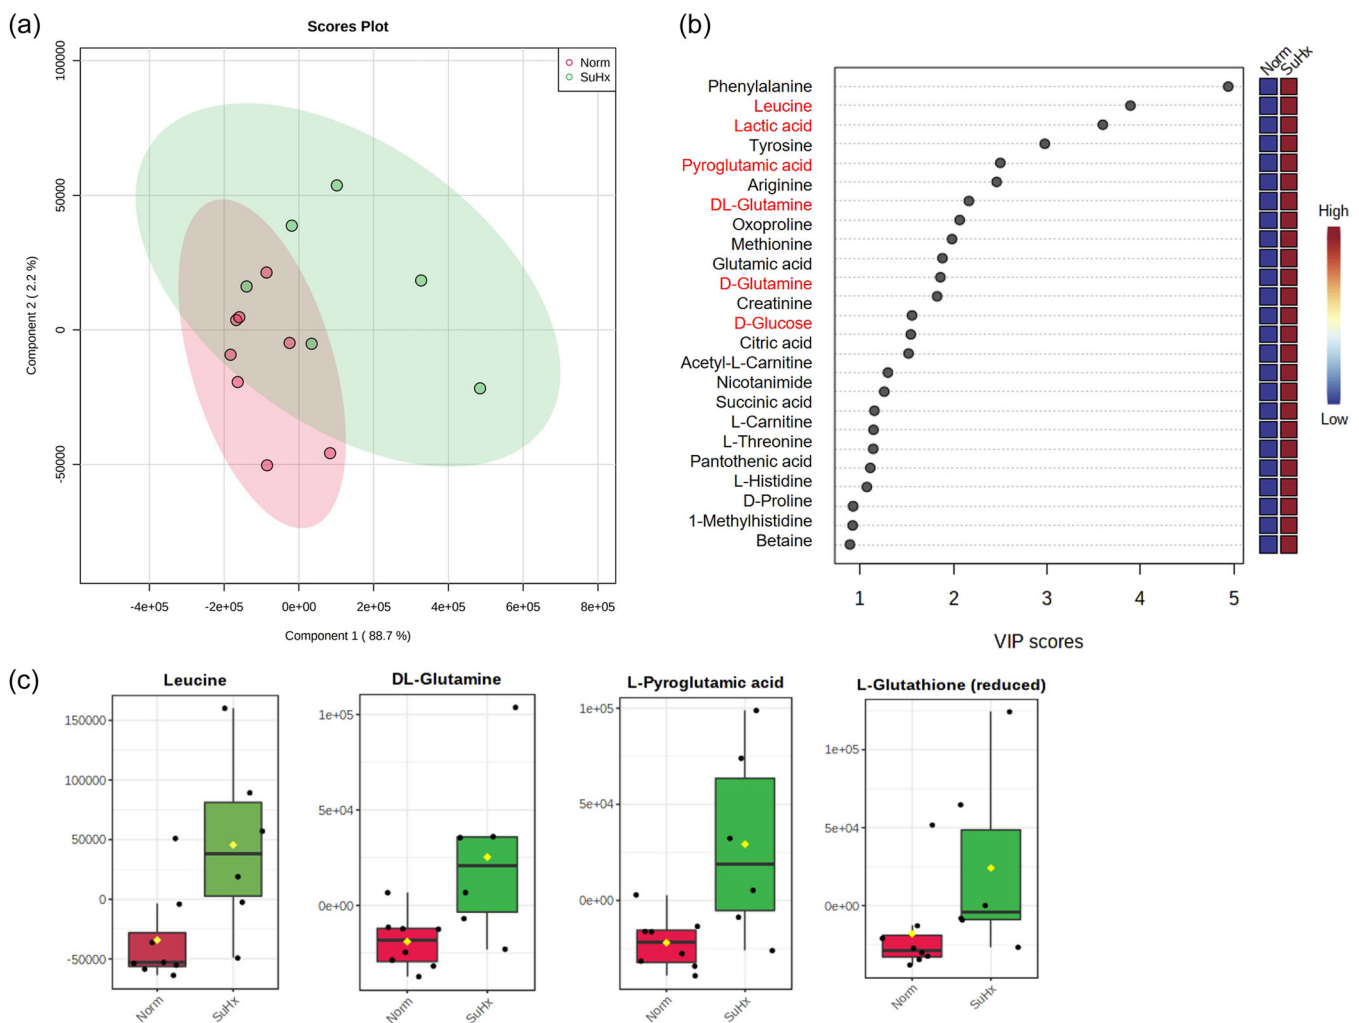 (a)
Scores Plot
Norm
SuHx
Component 2 ( 2.2 %)
100000
50000
0
-50000
-4e+05 -2e+05 0e+00 2e+05 4e+05 6e+05 8e+05
Component 1 ( 88.7 %)
(b)
Norm
SuHx
Phenylalanine
Leucine
Lactic acid
Tyrosine
Pyroglutamic acid
Ariginine
DL-Glutamine
Oxoproline
Methionine
Glutamic acid
D-Glutamine
Creatinine
D-Glucose
Citric acid
Acetyl-L-Carnitine
Nicotanimide
Succinic acid
L-Carnitine
L-Threonine
Pantothenic acid
L-Histidine
D-Proline
1-Methylhistidine
Betaine
1 2 3 4 5
VIP scores
High
Low
(c)
Leucine
150000
100000
50000
0
-50000
Norm SuHx
DL-Glutamine
1e+05
5e+04
0e+00
Norm SuHx
L-Pyroglutamic acid
1e+05
5e+04
0e+00
Norm SuHx
L-Glutathione (reduced)
1e+05
5e+04
0e+00
Norm SuHx